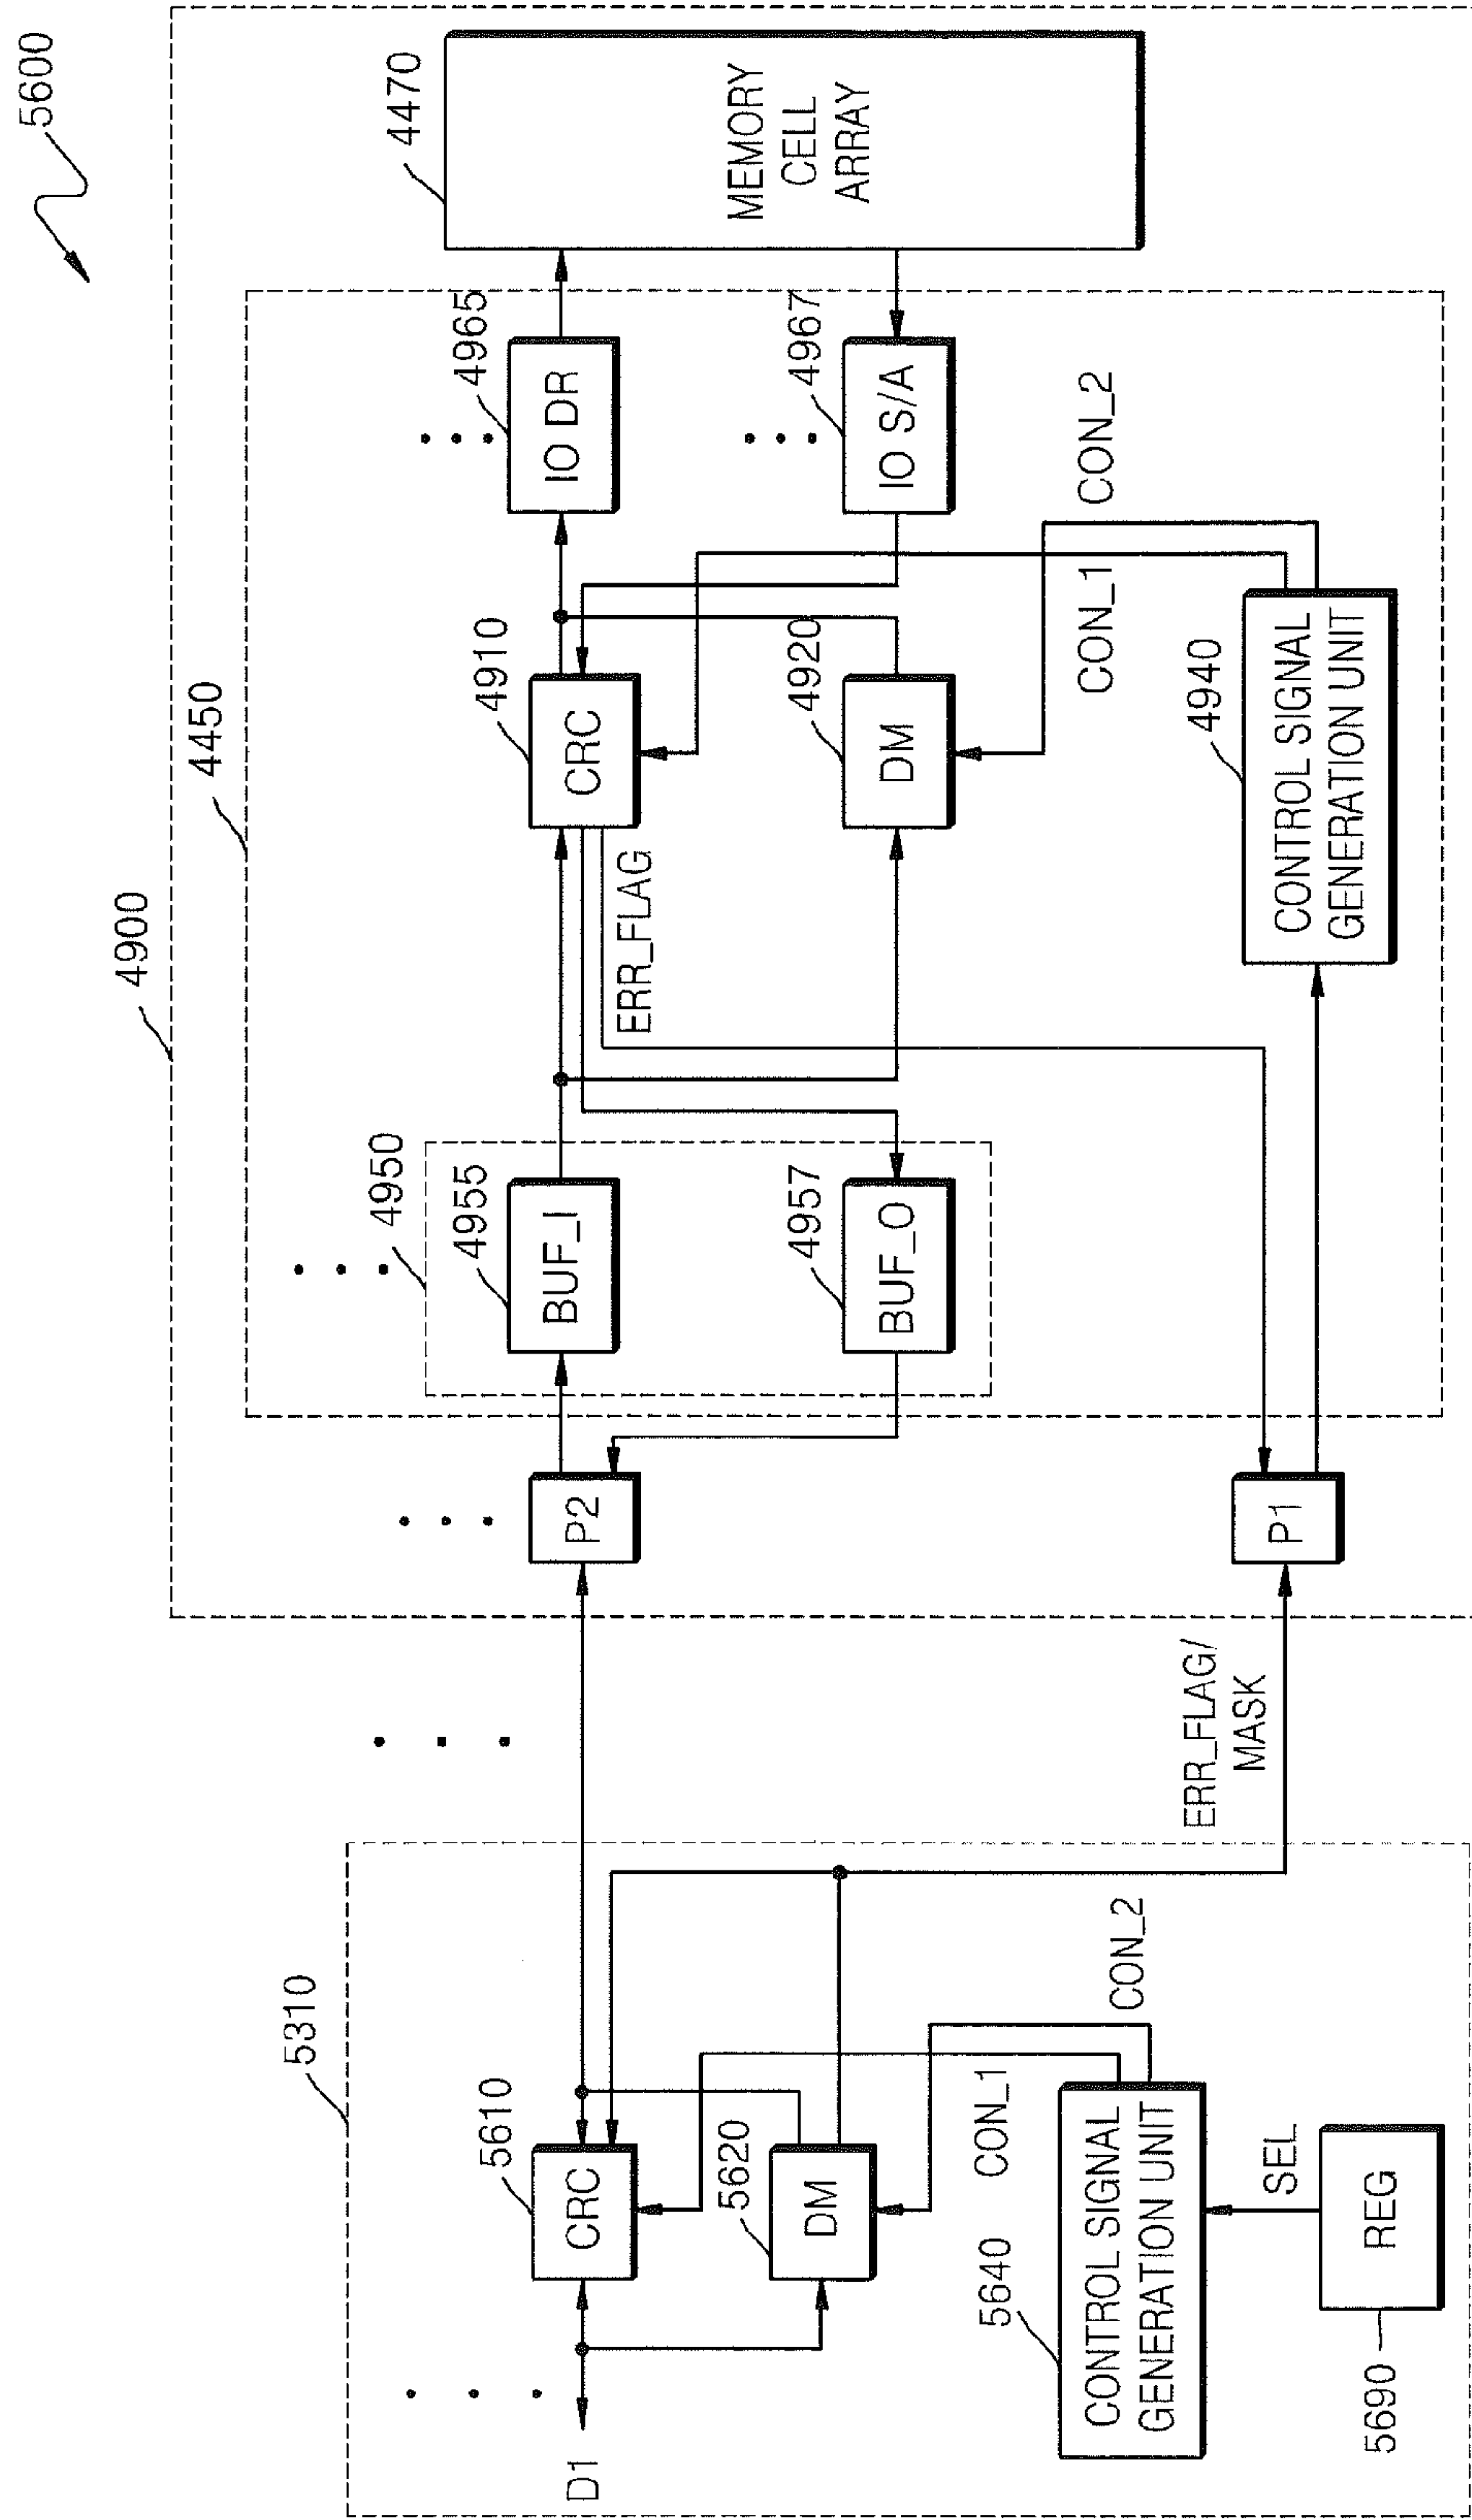 5600
4900
4450
4470
MEMORY
CELL
ARRAY
4950
4955
BUF_I
4957
BUF_O
4910
CRC
ERR_FLAG
4920
DM
4965
IO DR
4967
IO S/A
CON_1
CON_2
4940
CONTROL SIGNAL
GENERATION UNIT
P2
P1
ERR_FLAG/
MASK
5310
D1
5610
CRC
5620
DM
CON_1
CON_2
5640
CONTROL SIGNAL
GENERATION UNIT
SEL
REG
5690